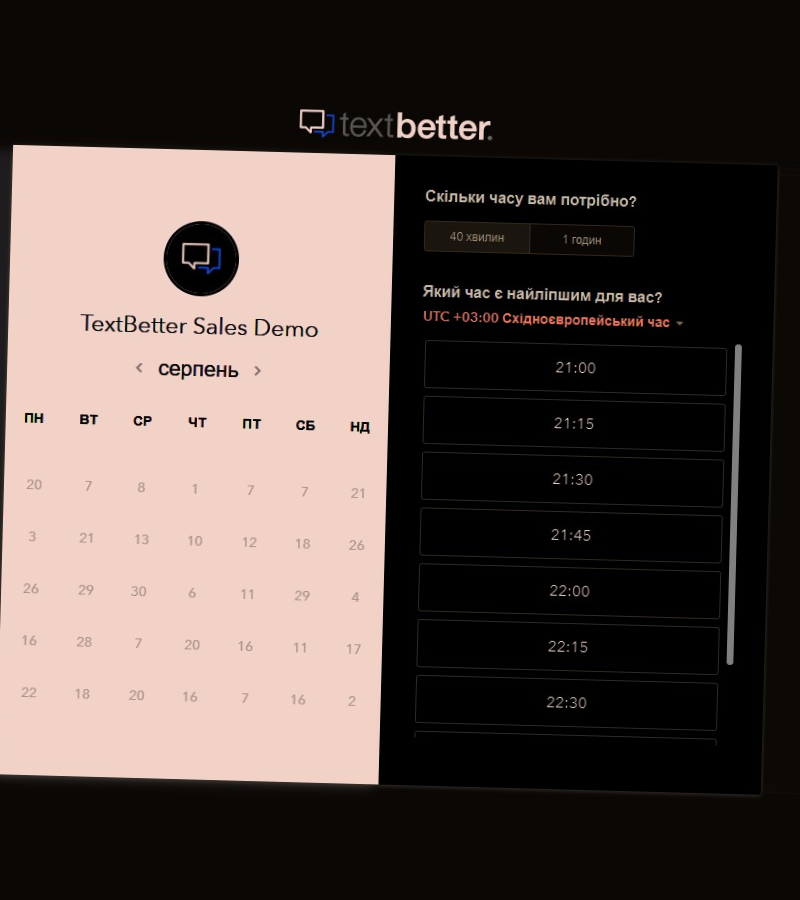 textbetter.
TextBetter Sales Demo
серпень
ПН ВТ СР ЧТ ПТ СБ НД
20 7 8 1 7 7 21
3 21 13 10 12 18 26
26 29 30 6 11 29 4
16 28 7 20 16 11 17
22 18 20 16 7 16 2
Скільки часу вам потрібно?
40 хвилин 1 годин
Який час є найліпшим для вас?
UTC +03:00 Східноєвропейський час
21:00
21:15
21:30
21:45
22:00
22:15
22:30